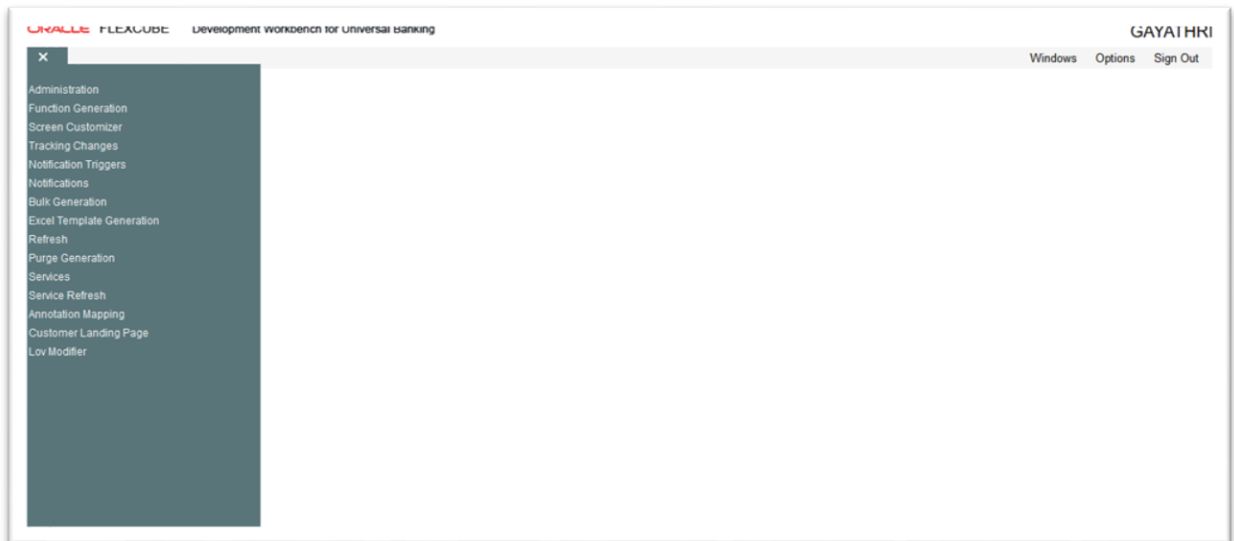 ORACLE FLEXCUBE Development Workbench for Universal Banking GAYATHRI
× Windows Options Sign Out
Administration
Function Generation
Screen Customizer
Tracking Changes
Notification Triggers
Notifications
Bulk Generation
Excel Template Generation
Refresh
Purge Generation
Services
Service Refresh
Annotation Mapping
Customer Landing Page
Lov Modifier